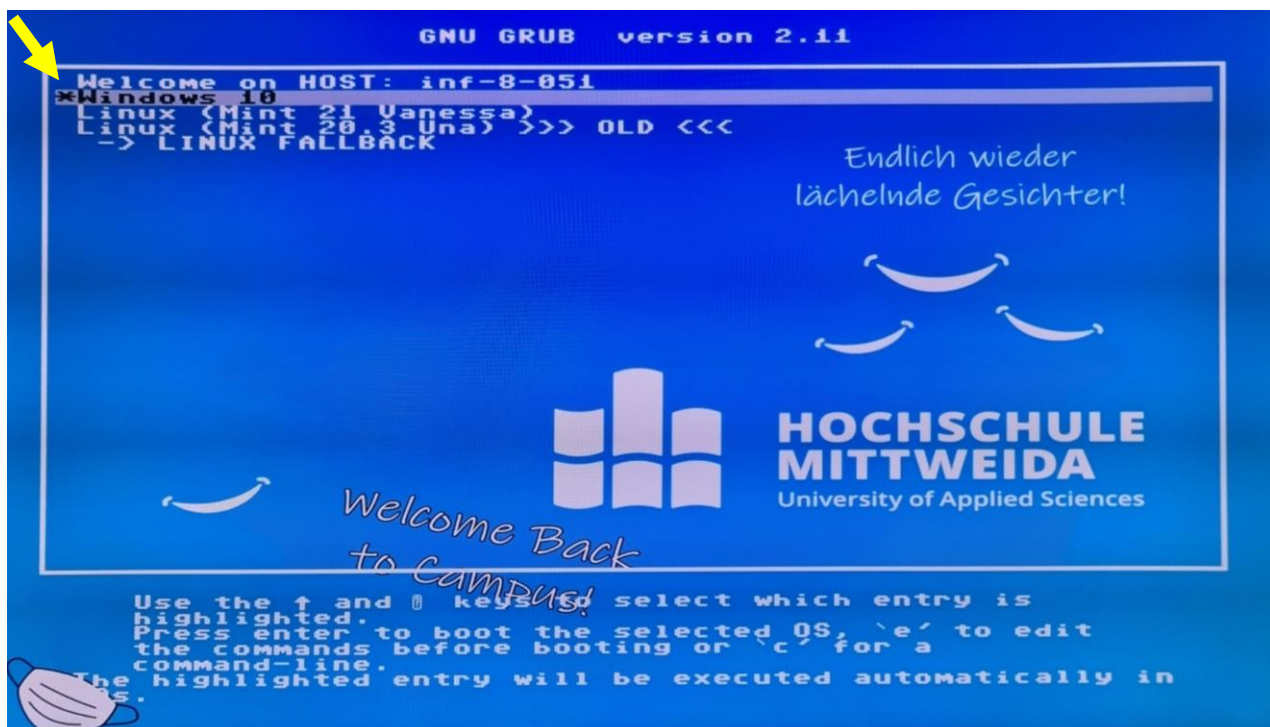 GNU GRUB version 2.11
Welcome on HOST: inf-8-051
*Windows 10
Linux (Mint 21 Vanessa)
Linux (Mint 20.3 Una) >>> OLD <<<
-> LINUX FALLBACK
Endlich wieder
lächelnde Gesichter!
HOCHSCHULE
MITTWEIDA
University of Applied Sciences
Welcome Back
to Campus!
Use the ↑ and keys to select which entry is
highlighted.
Press enter to boot the selected OS, `e´ to edit
the commands before booting or `c´ for a
command-line.
The highlighted entry will be executed automatically in